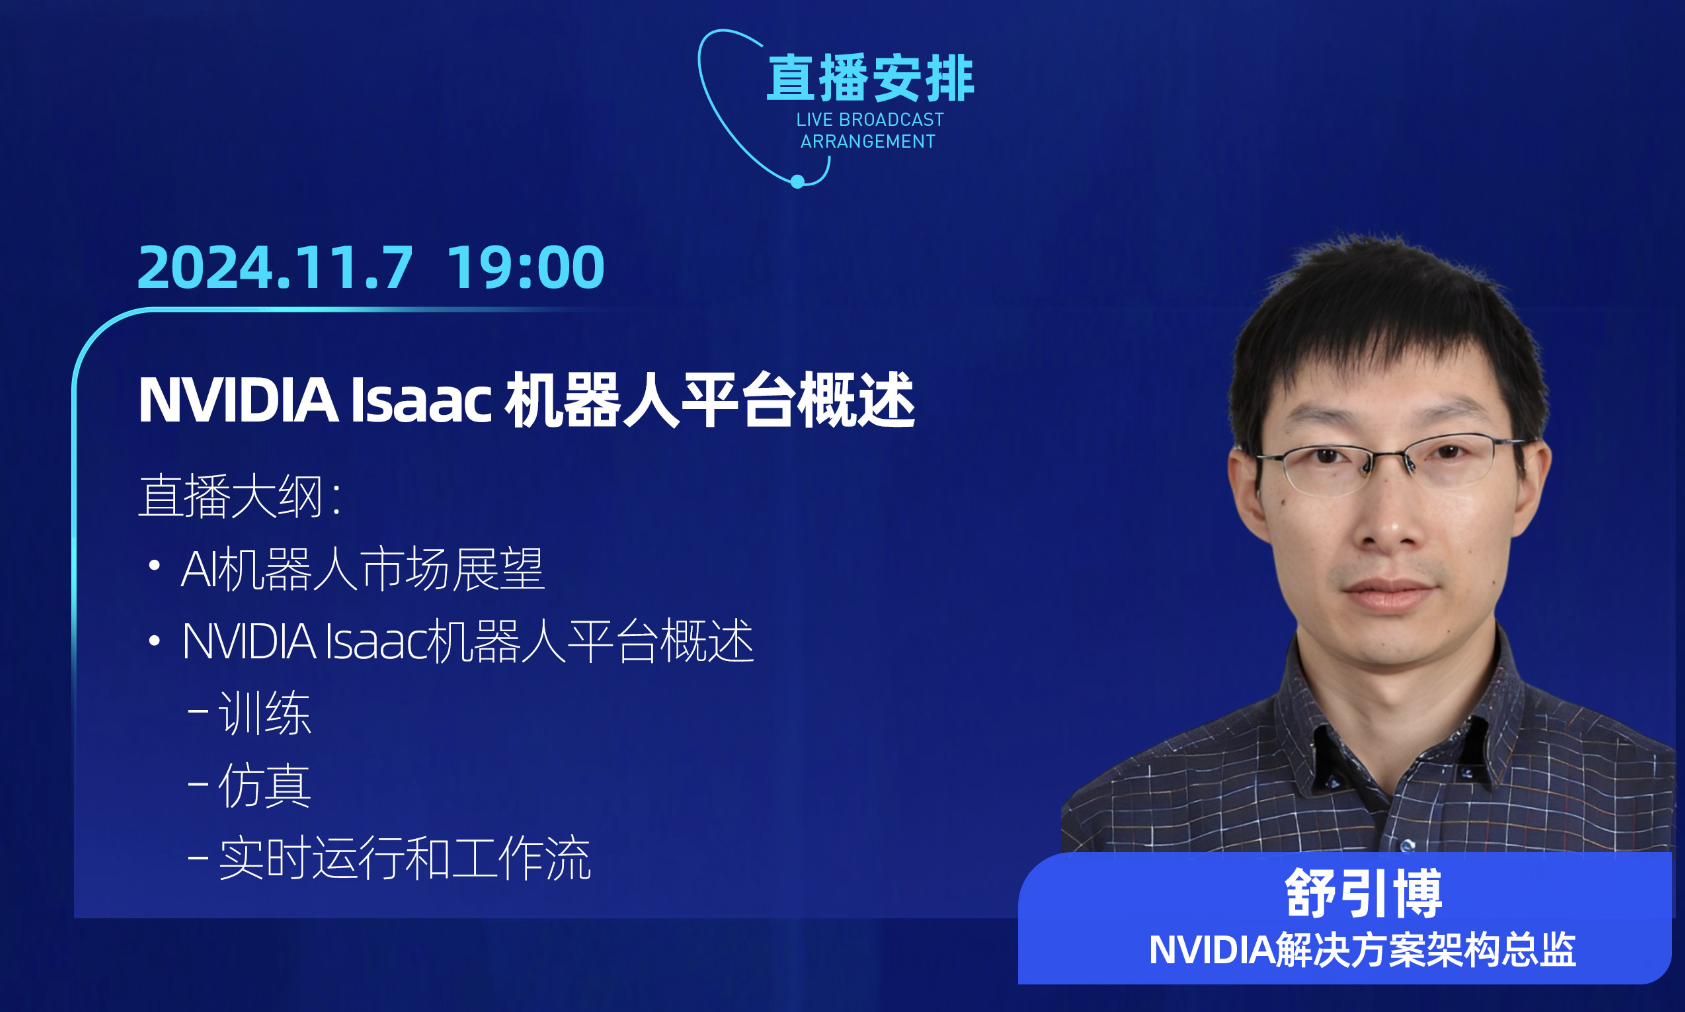 直播安排
LIVE BROADCAST
ARRANGEMENT
2024.11.7 19:00
NVIDIA Isaac 机器人平台概述
直播大纲：
• AI机器人市场展望
• NVIDIA Isaac机器人平台概述
– 训练
– 仿真
– 实时运行和工作流
舒引博
NVIDIA解决方案架构总监